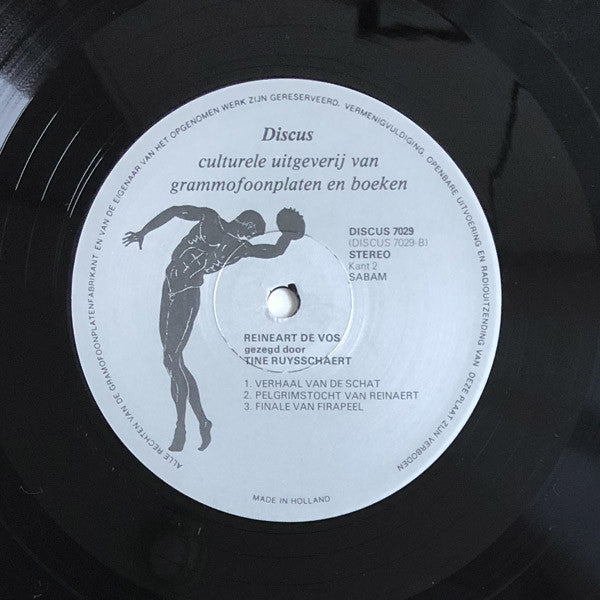 ALLE RECHTEN VAN DE GRAMMOFOONPLATENFABRIKANT EN VAN DE EIGENAAR VAN HET OPGENOMEN WERK ZIJN GERESERVEERD. VERMENIGVULDIGING, OPENBARE UITVOERING EN RADIOUITZENDING VAN DEZE PLAAT ZIJN VERBODEN
Discus
culturele uitgeverij van
grammofoonplaten en boeken
DISCUS 7029
(DISCUS 7029-B)
STEREO
Kant 2
SABAM
REINEART DE VOS
gezegd door
TINE RUYSSCHAERT
1. VERHAAL VAN DE SCHAT
2. PELGRIMSTOCHT VAN REINAERT
3. FINALE VAN FIRAPEEL
MADE IN HOLLAND